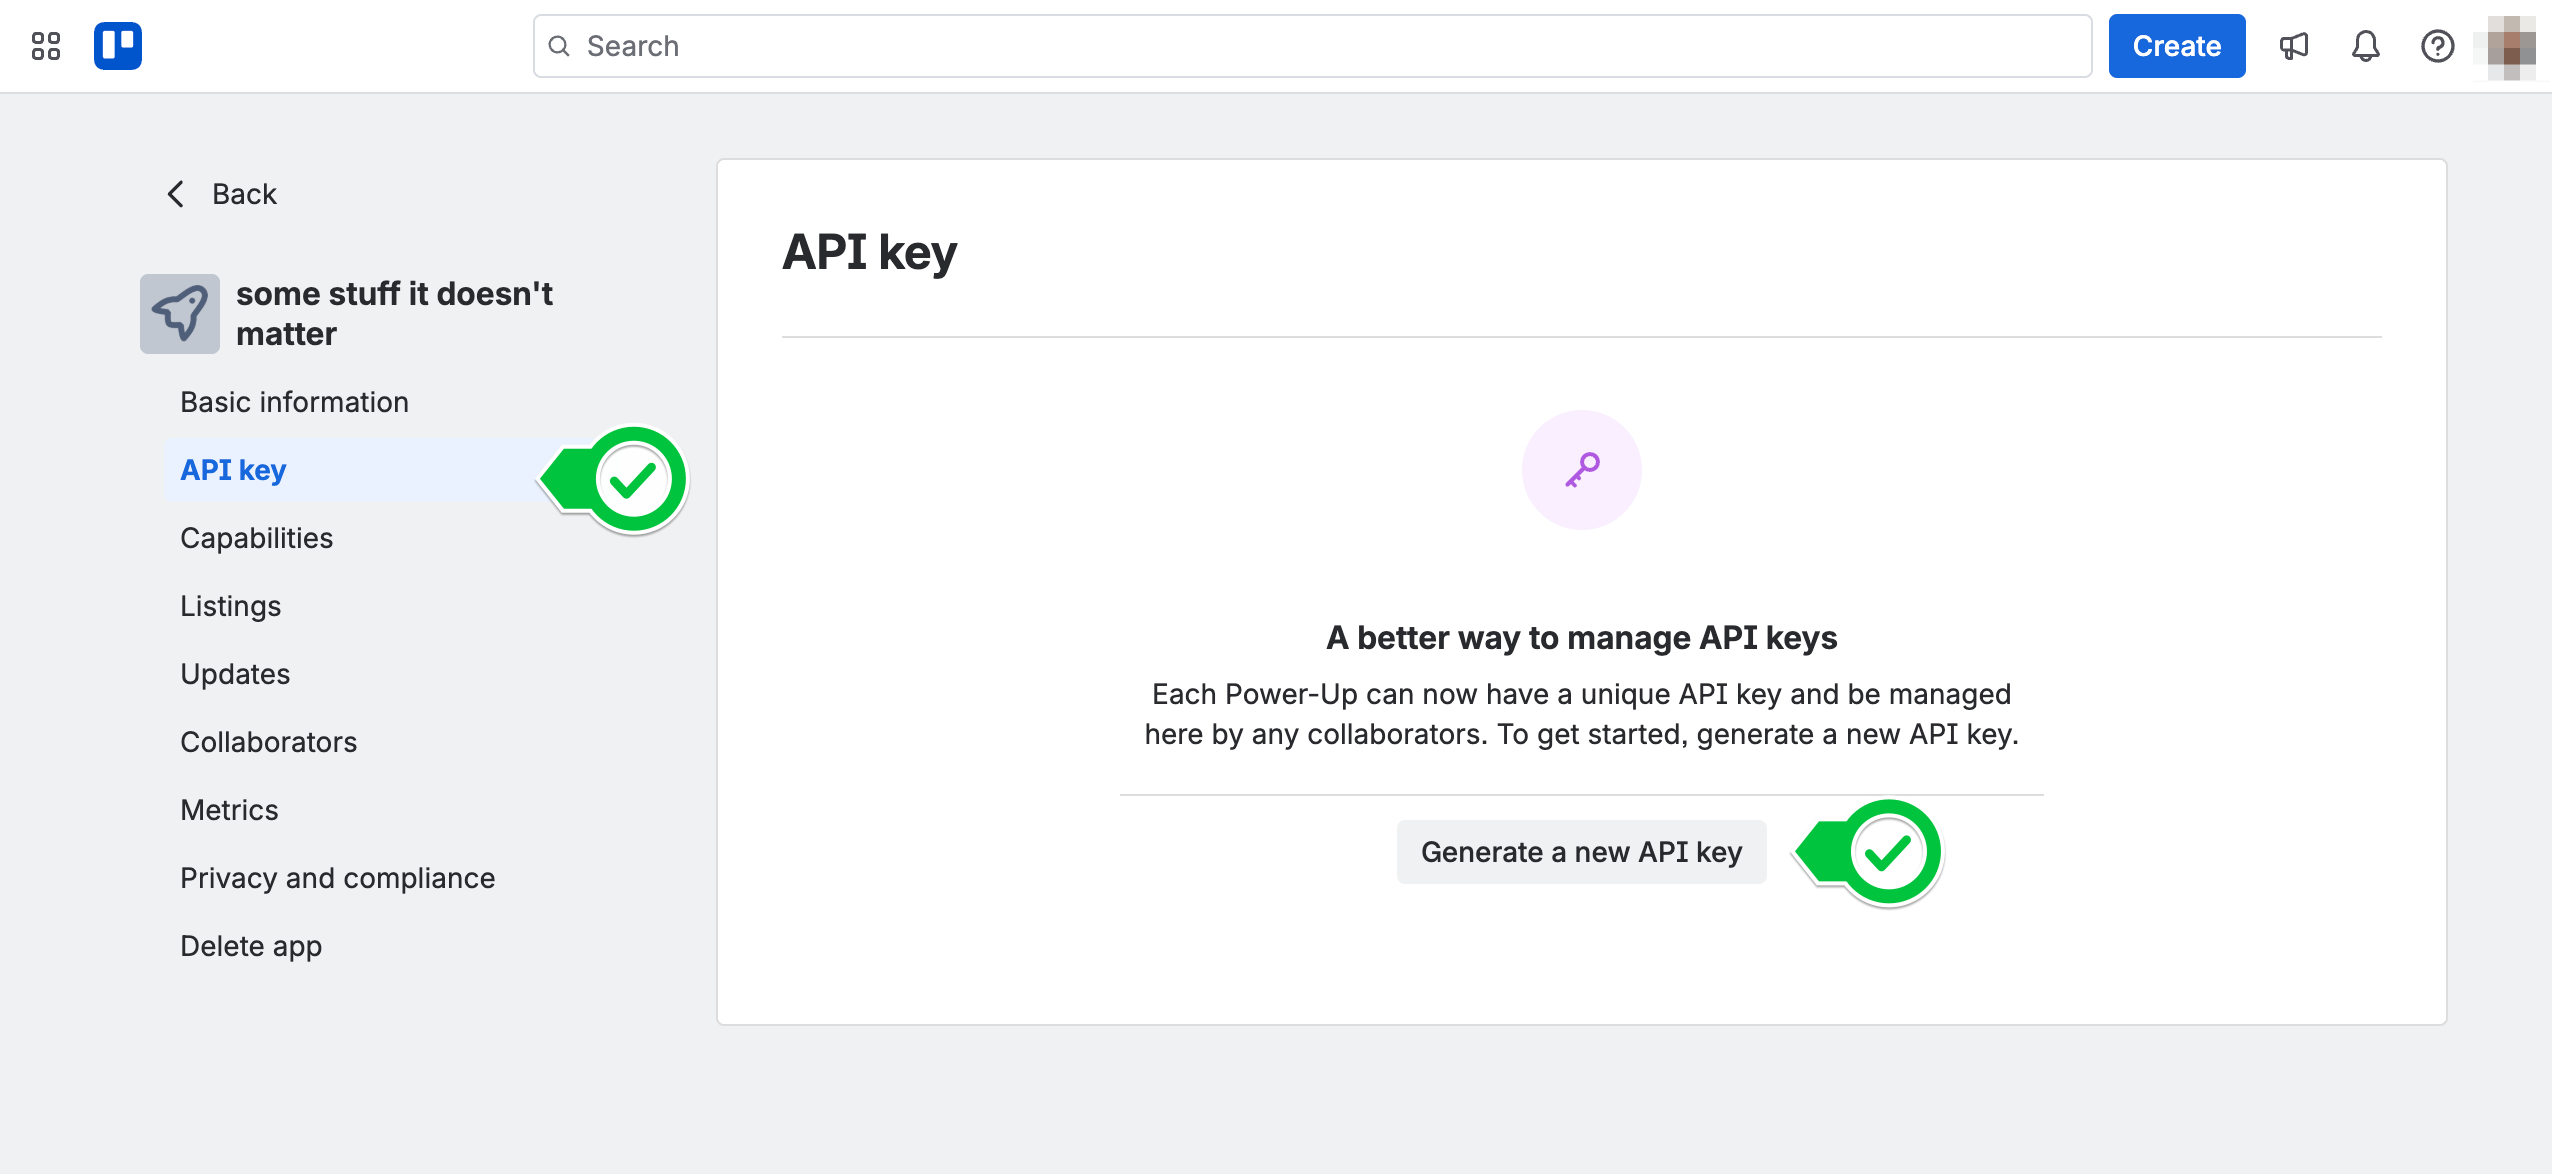 Search
Create
Back
some stuff it doesn't
matter
Basic information
API key
Capabilities
Listings
Updates
Collaborators
Metrics
Privacy and compliance
Delete app
API key
A better way to manage API keys
Each Power-Up can now have a unique API key and be managed
here by any collaborators. To get started, generate a new API key.
Generate a new API key